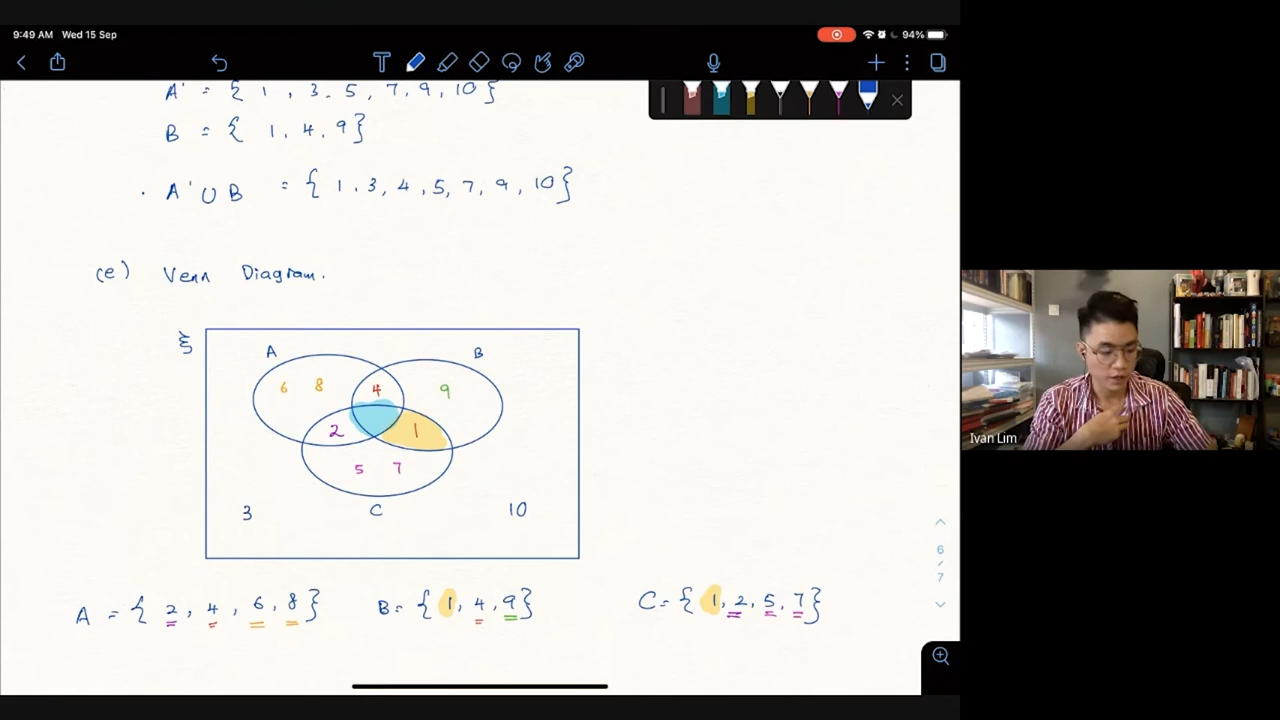 9:49 AM Wed 15 Sep 94%
A' = { 1, 3, 5, 7, 9, 10}
B = { 1, 4, 9}
· A' ∪ B = { 1, 3, 4, 5, 7, 9, 10}
(e) Venn Diagram.
ξ
A B
6 8 4 9
2 1
5 7
3 C 10
A = { 2, 4, 6, 8} B = { 1, 4, 9} C = { 1, 2, 5, 7}
Ivan Lim
6
/
7